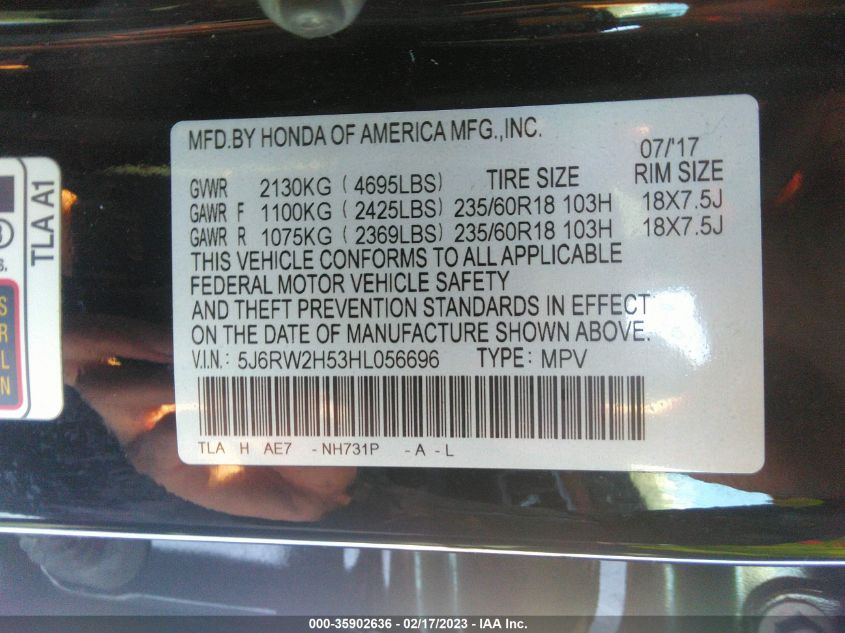 MFD.BY HONDA OF AMERICA MFG.,INC.
07/'17
GVWR 2130KG (4695LBS) TIRE SIZE RIM SIZE
GAWR F 1100KG (2425LBS) 235/60R18 103H 18X7.5J
GAWR R 1075KG (2369LBS) 235/60R18 103H 18X7.5J
THIS VEHICLE CONFORMS TO ALL APPLICABLE
FEDERAL MOTOR VEHICLE SAFETY
AND THEFT PREVENTION STANDARDS IN EFFECT
ON THE DATE OF MANUFACTURE SHOWN ABOVE.
V.I.N.: 5J6RW2H53HL056696 TYPE: MPV
TLA H AE7 -NH731P -A-L
TLA A1
S.
S
R
L
N
000-35902636 - 02/17/2023 - IAA Inc.